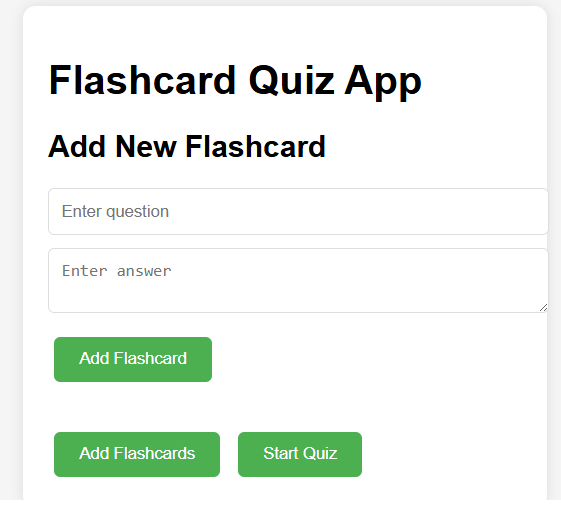 Flashcard Quiz App
Add New Flashcard
Enter question
Enter answer
Add Flashcard
Add Flashcards Start Quiz